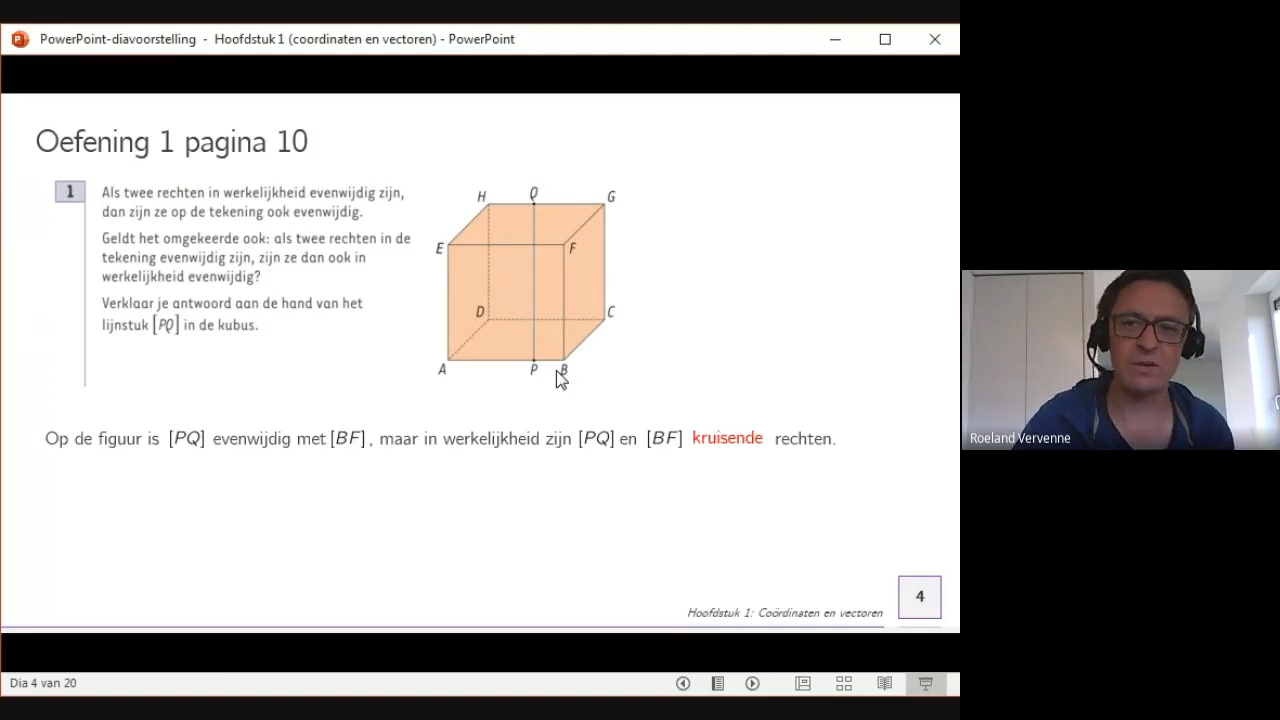 PowerPoint-diavoorstelling - Hoofdstuk 1 (coordinaten en vectoren) - PowerPoint
Oefening 1 pagina 10
1
Als twee rechten in werkelijkheid evenwijdig zijn,
dan zijn ze op de tekening ook evenwijdig.
Geldt het omgekeerde ook: als twee rechten in de
tekening evenwijdig zijn, zijn ze dan ook in
werkelijkheid evenwijdig?
Verklaar je antwoord aan de hand van het
lijnstuk [PQ] in de kubus.
H Q G
E F
D C
A P B
Op de figuur is [PQ] evenwijdig met [BF], maar in werkelijkheid zijn [PQ] en [BF] kruisende rechten.
Roeland Vervenne
4
Hoofdstuk 1: Coördinaten en vectoren
Dia 4 van 20